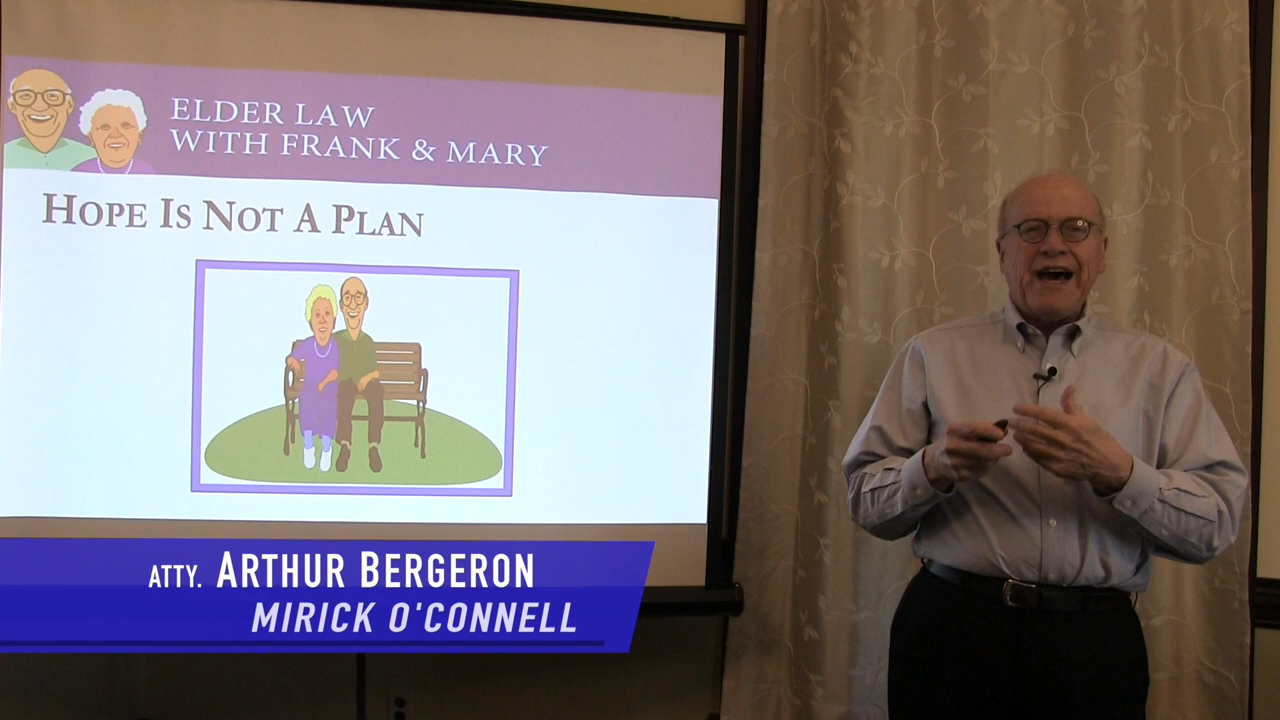 ELDER LAW
WITH FRANK & MARY
HOPE IS NOT A PLAN
ATTY. ARTHUR BERGERON
MIRICK O'CONNELL